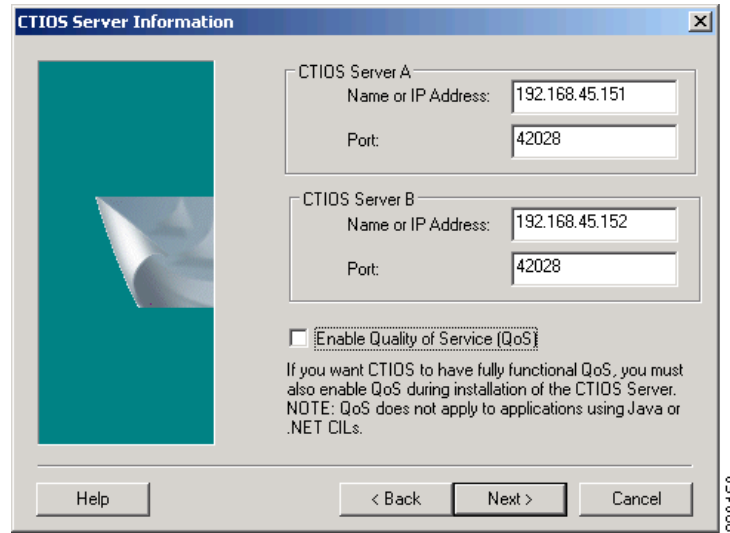 CTIOS Server Information
CTIOS Server A
Name or IP Address: 192.168.45.151
Port: 42028
CTIOS Server B
Name or IP Address: 192.168.45.152
Port: 42028
Enable Quality of Service (QoS)
If you want CTIOS to have fully functional QoS, you must
also enable QoS during installation of the CTIOS Server.
NOTE: QoS does not apply to applications using Java or
.NET CILs.
Help
< Back
Next >
Cancel